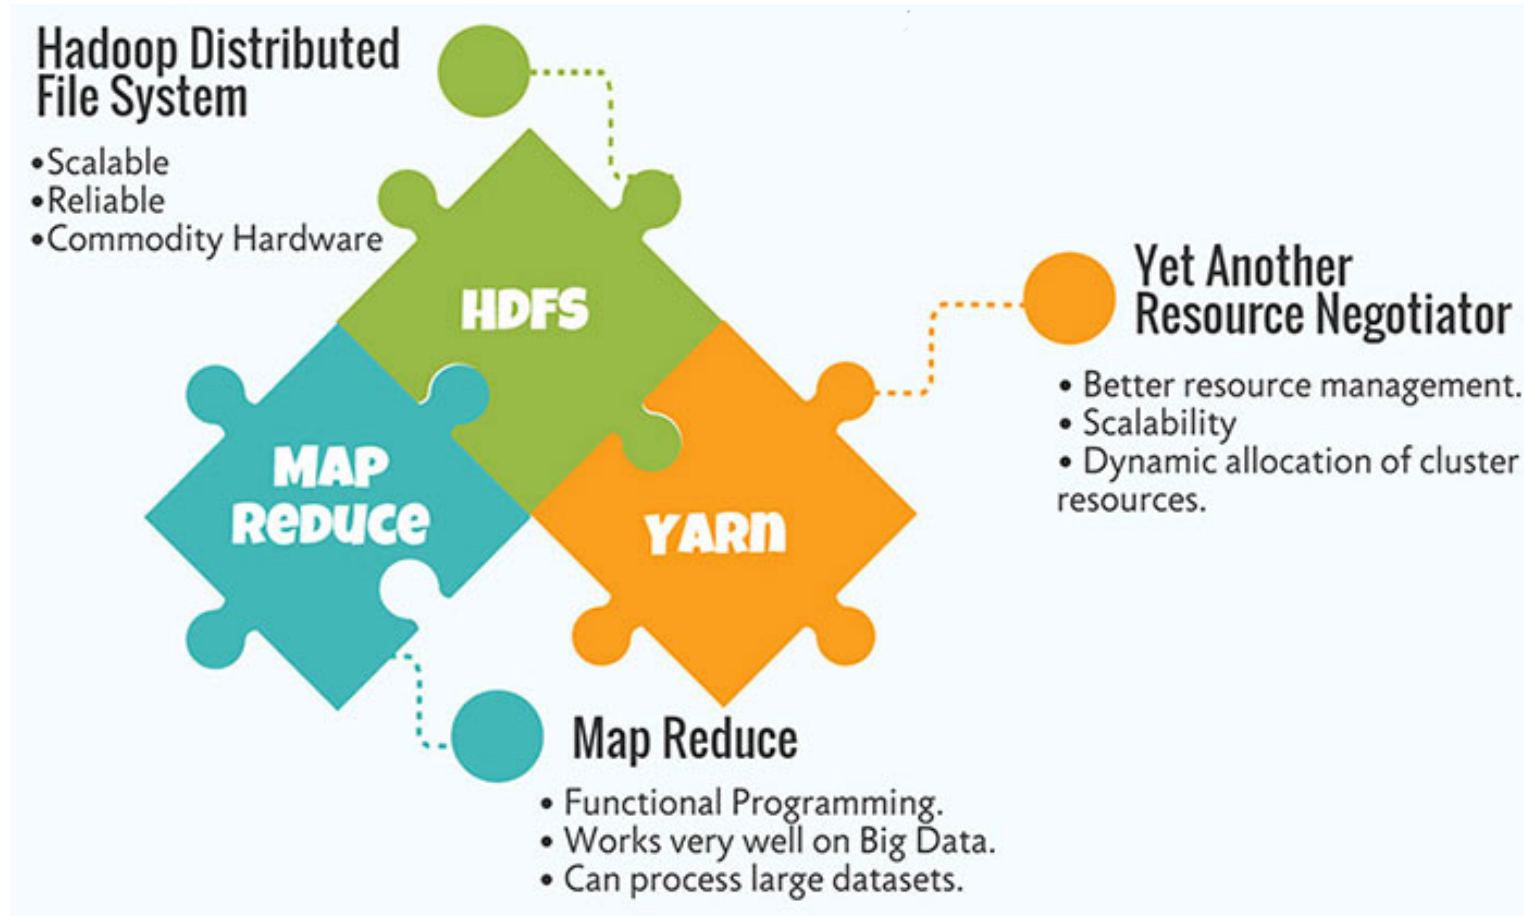 Hadoop Distributed
File System
•Scalable
•Reliable
•Commodity Hardware
HDFS
Yet Another
Resource Negotiator
• Better resource management.
• Scalability
• Dynamic allocation of cluster
resources.
MAP
REDUCE
YARN
Map Reduce
• Functional Programming.
• Works very well on Big Data.
• Can process large datasets.